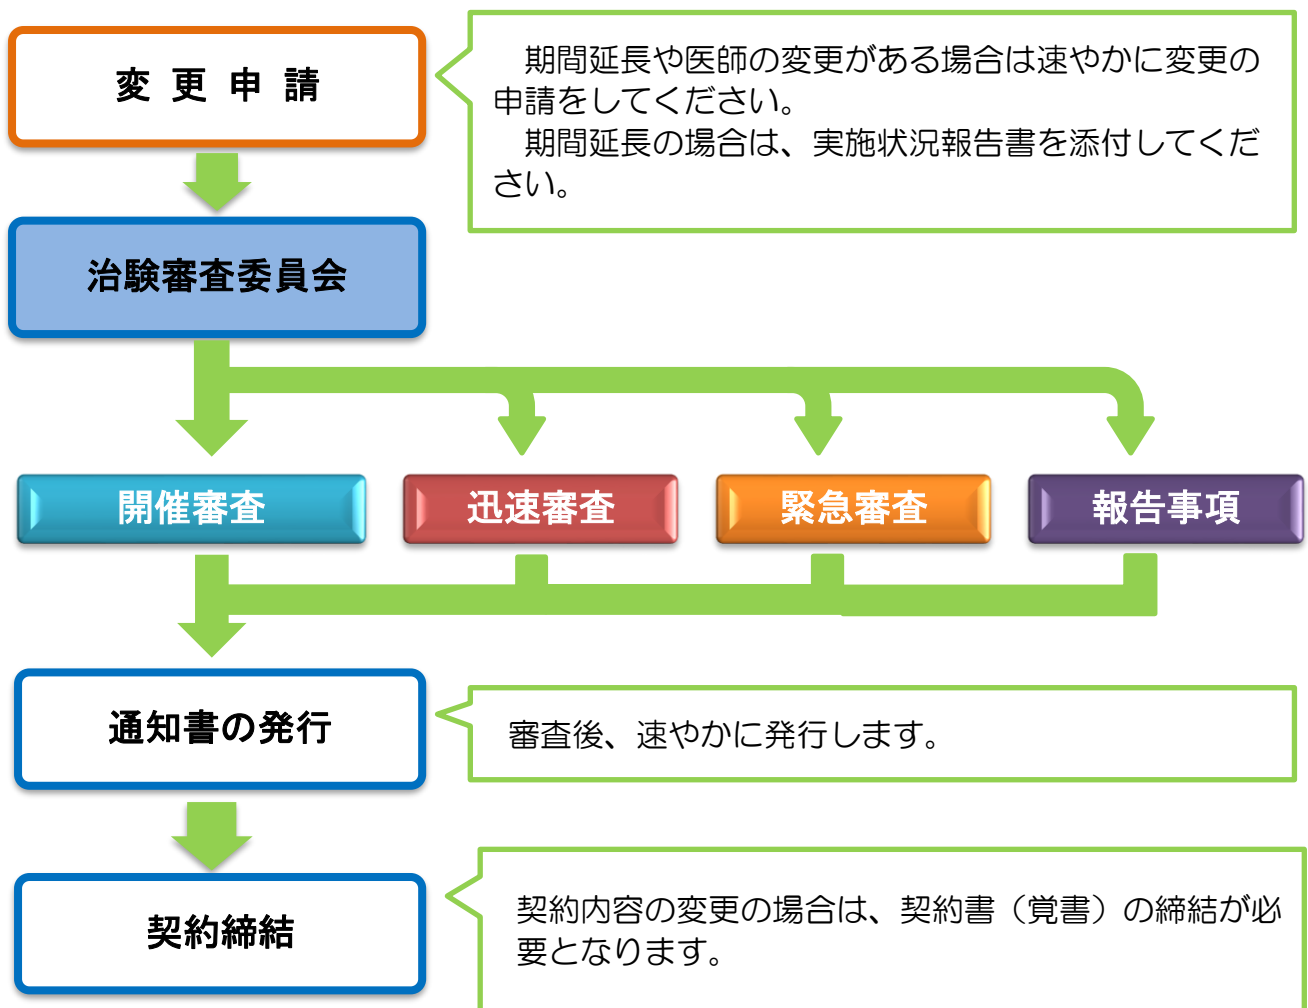 変 更 申 請
期間延長や医師の変更がある場合は速やかに変更の
申請をしてください。
期間延長の場合は、実施状況報告書を添付してくだ
さい。
治験審査委員会
開催審査
迅速審査
緊急審査
報告事項
通知書の発行
審査後、速やかに発行します。
契約締結
契約内容の変更の場合は、契約書（覚書）の締結が必
要となります。